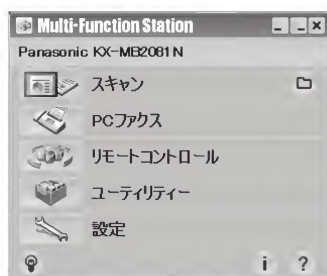 Multi-Function Station
Panasonic KX-MB2081N
スキャン
PCファクス
リモートコントロール
ユーティリティー
設定
i ?